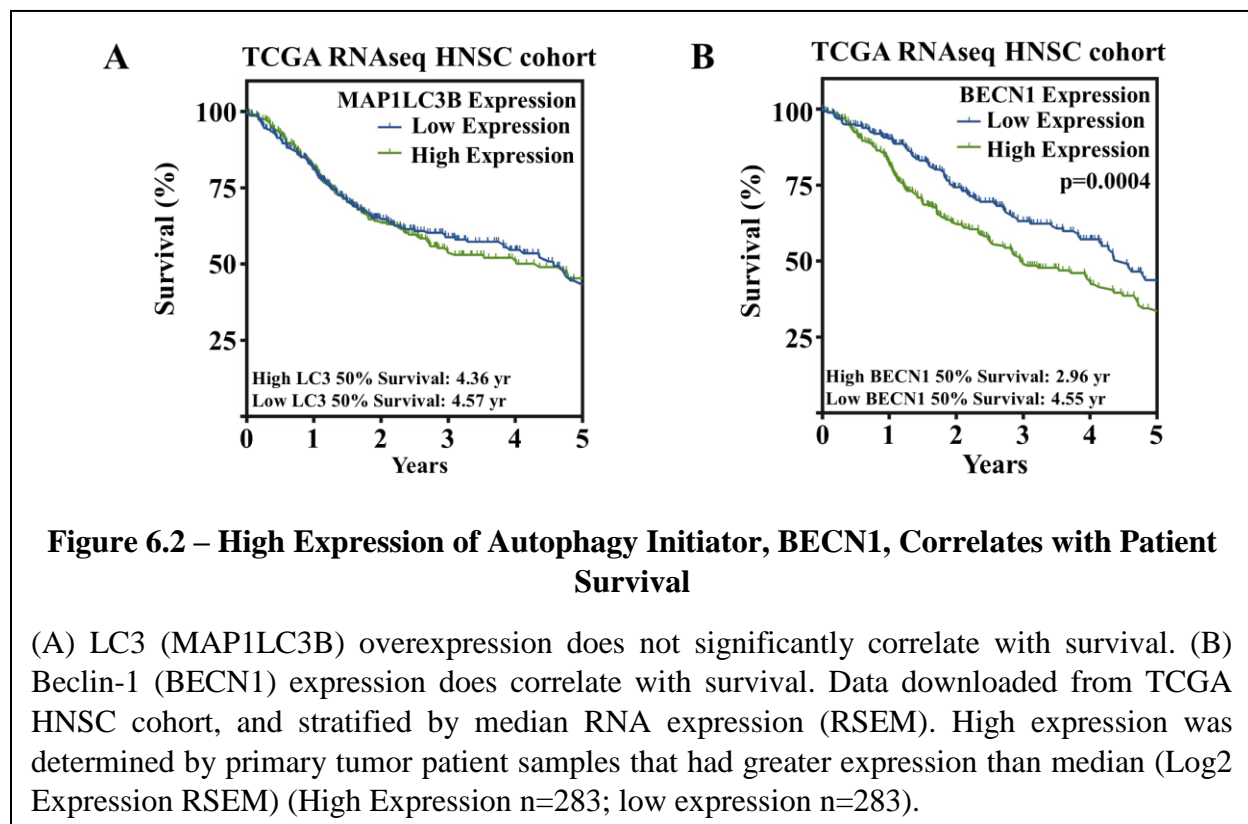 A
TCGA RNAseq HNSC cohort
MAP1LC3B Expression
Low Expression
High Expression
100
75
50
25
Survival (%)
High LC3 50% Survival: 4.36 yr
Low LC3 50% Survival: 4.57 yr
0 1 2 3 4 5
Years
B
TCGA RNAseq HNSC cohort
BECN1 Expression
Low Expression
High Expression
p=0.0004
100
75
50
25
Survival (%)
High BECN1 50% Survival: 2.96 yr
Low BECN1 50% Survival: 4.55 yr
0 1 2 3 4 5
Years
Figure 6.2 – High Expression of Autophagy Initiator, BECN1, Correlates with Patient
Survival
(A) LC3 (MAP1LC3B) overexpression does not significantly correlate with survival. (B)
Beclin-1 (BECN1) expression does correlate with survival. Data downloaded from TCGA
HNSC cohort, and stratified by median RNA expression (RSEM). High expression was
determined by primary tumor patient samples that had greater expression than median (Log2
Expression RSEM) (High Expression n=283; low expression n=283).